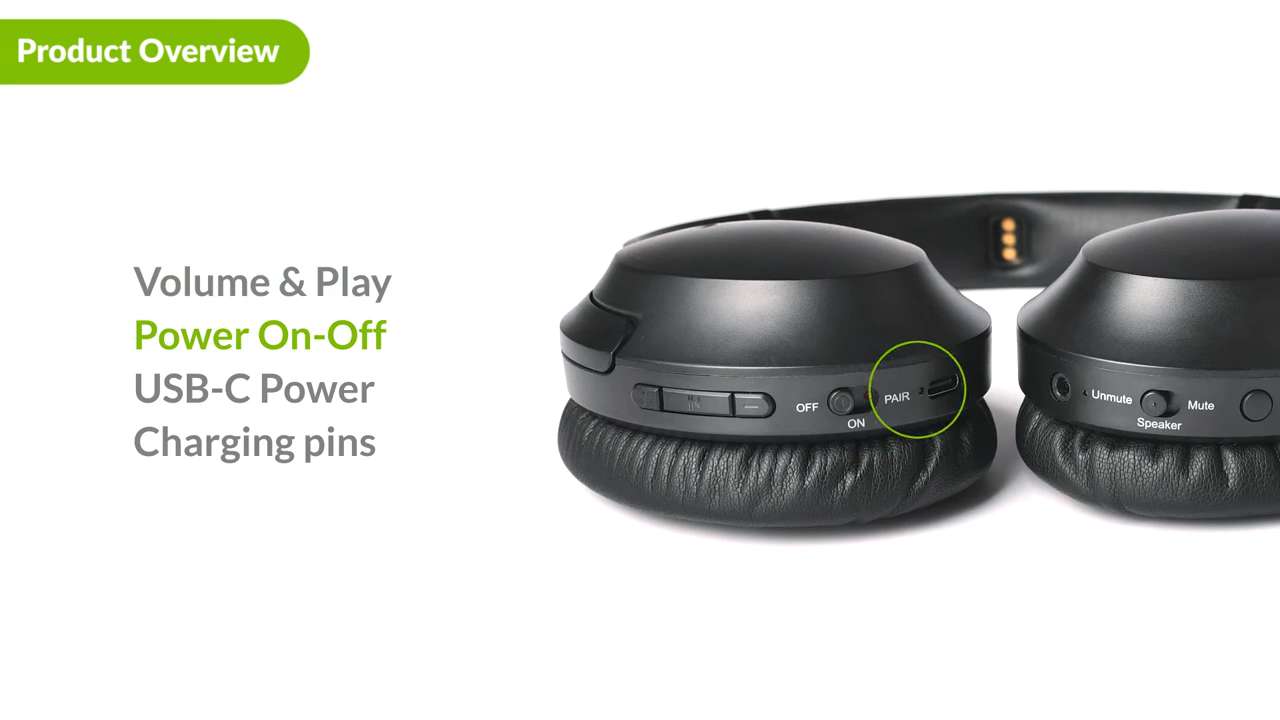 Product Overview
Volume & Play
Power On-Off
USB-C Power
Charging pins
OFF
ON
PAIR
Unmute
Mute
Speaker